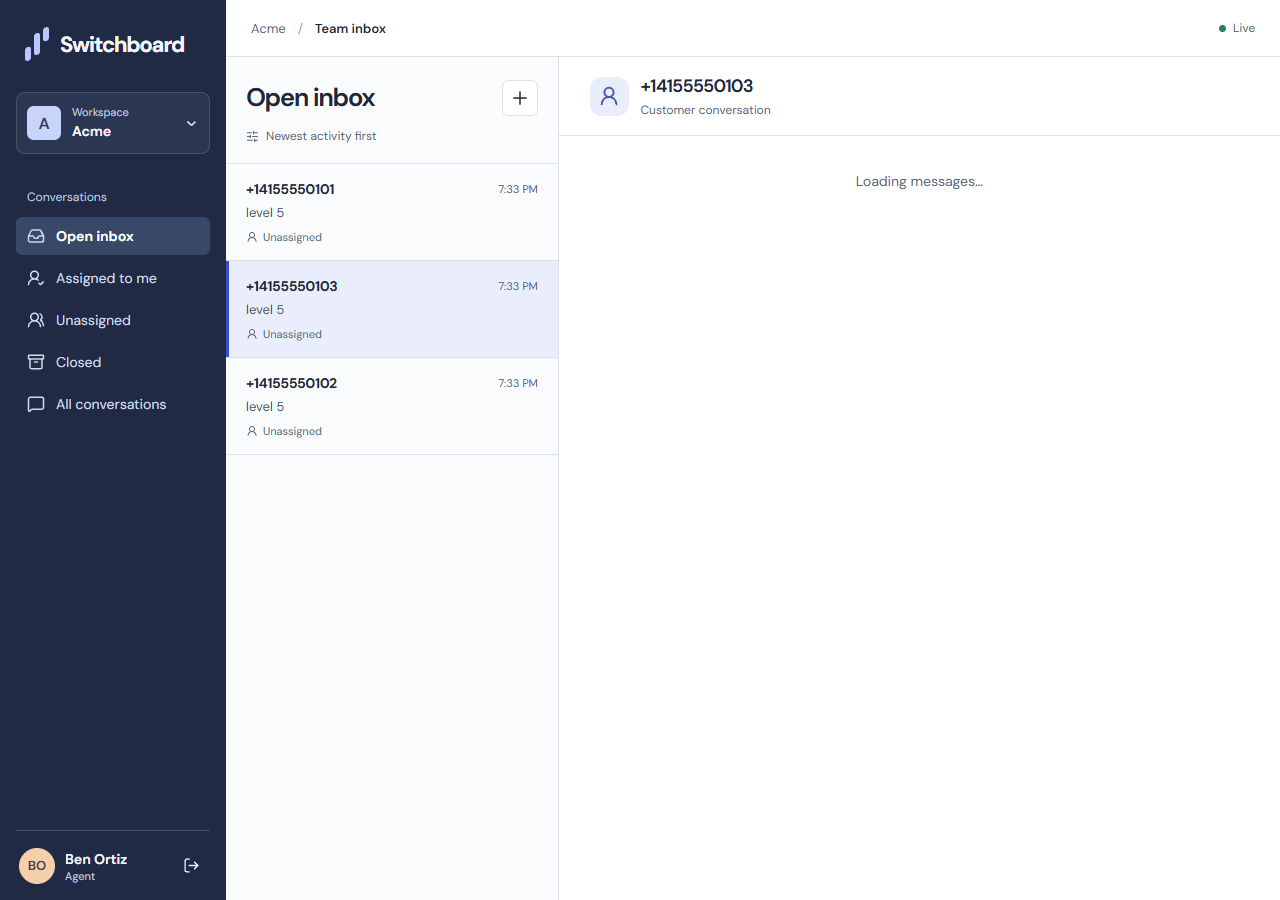 Switchboard
A
Workspace
Acme
Conversations
Open inbox
Assigned to me
Unassigned
Closed
All conversations
BO
Ben Ortiz
Agent
Acme / Team inbox
Live
Open inbox
Newest activity first
+14155550101 7:33 PM
level 5
Unassigned
+14155550103 7:33 PM
level 5
Unassigned
+14155550102 7:33 PM
level 5
Unassigned
+14155550103
Customer conversation
Loading messages...